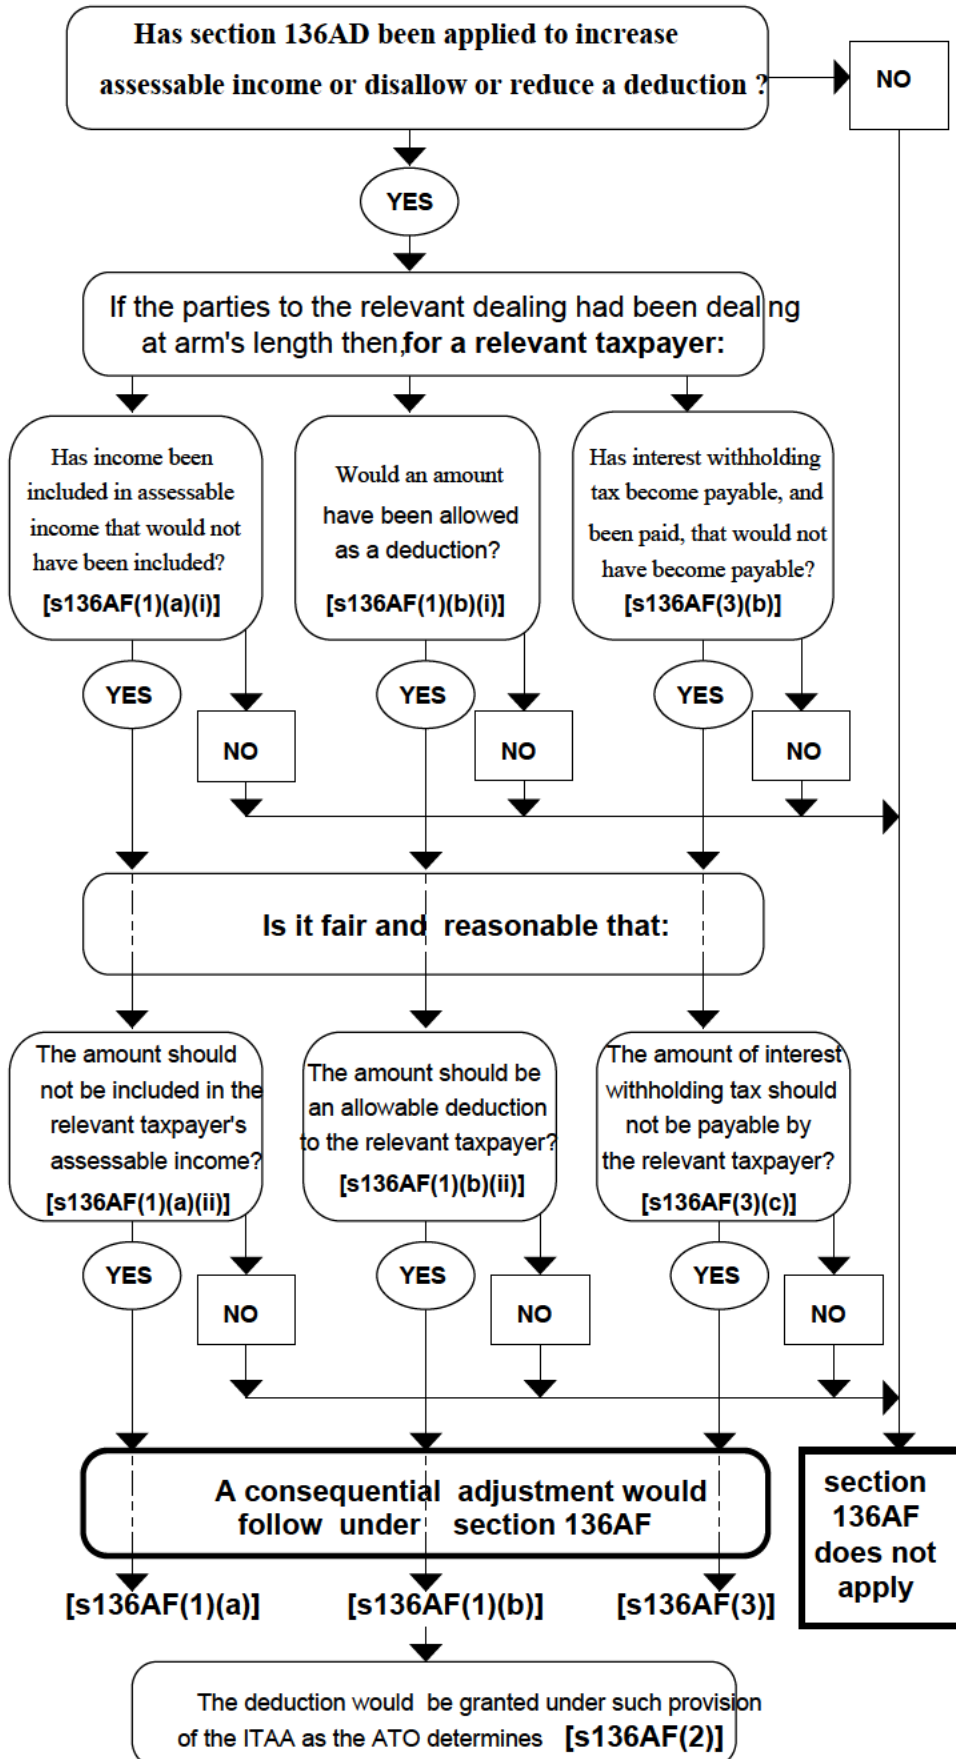 Has section 136AD been applied to increase
assessable income or disallow or reduce a deduction ?
NO
YES
If the parties to the relevant dealing had been dealing
at arm's length then, for a relevant taxpayer:
Has income been
included in assessable
income that would not
have been included?
[s136AF(1)(a)(i)]
Would an amount
have been allowed
as a deduction?
[s136AF(1)(b)(i)]
Has interest withholding
tax become payable, and
been paid, that would not
have become payable?
[s136AF(3)(b)]
YES
NO
YES
NO
YES
NO
Is it fair and reasonable that:
The amount should
not be included in the
relevant taxpayer's
assessable income?
[s136AF(1)(a)(ii)]
The amount should be
an allowable deduction
to the relevant taxpayer?
[s136AF(1)(b)(ii)]
The amount of interest
withholding tax should
not be payable by
the relevant taxpayer?
[s136AF(3)(c)]
YES
NO
YES
NO
YES
NO
A consequential adjustment would
follow under section 136AF
section
136AF
does not
apply
[s136AF(1)(a)]
[s136AF(1)(b)]
[s136AF(3)]
The deduction would be granted under such provision
of the ITAA as the ATO determines [s136AF(2)]